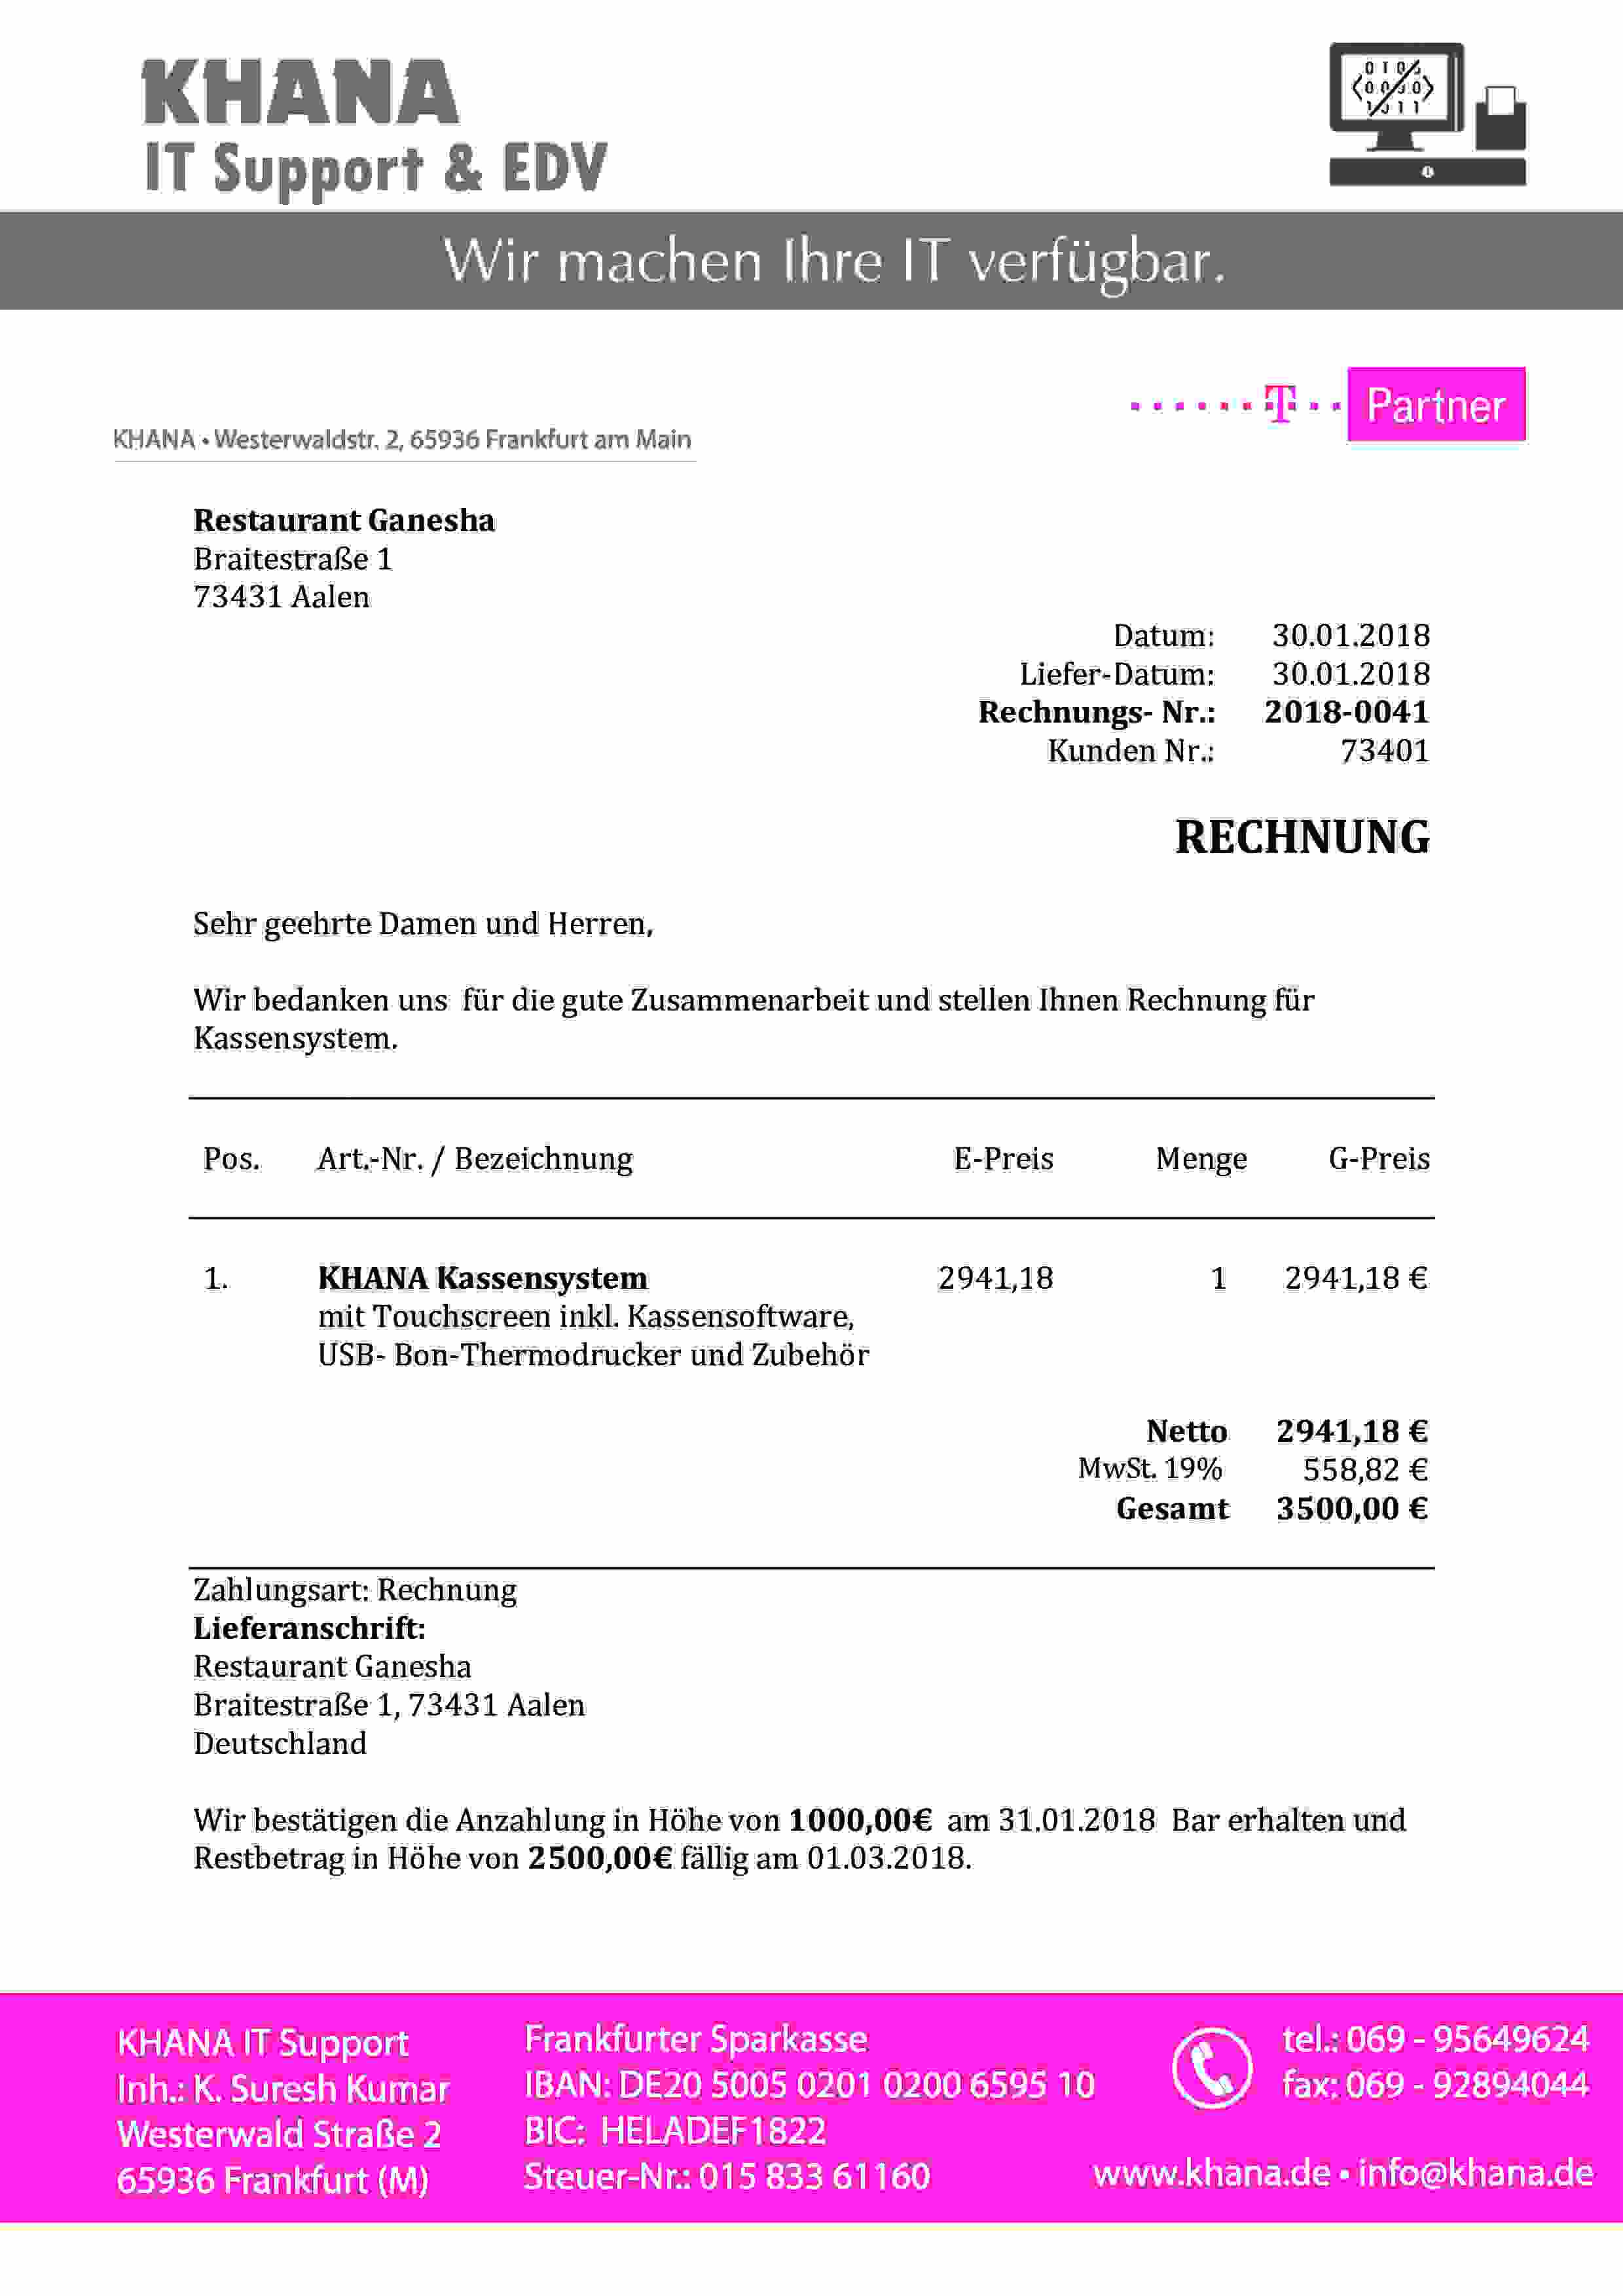 KHANA
IT Support & EDV
Wir machen Ihre IT verfügbar.
T Partner
KHANA • Westerwaldstr. 2, 65936 Frankfurt am Main
Restaurant Ganesha
Braitestraße 1
73431 Aalen
Datum: 30.01.2018
Liefer-Datum: 30.01.2018
Rechnungs- Nr.: 2018-0041
Kunden Nr.: 73401
RECHNUNG
Sehr geehrte Damen und Herren,
Wir bedanken uns für die gute Zusammenarbeit und stellen Ihnen Rechnung für
Kassensystem.
Pos. Art.-Nr. / Bezeichnung E-Preis Menge G-Preis
1. KHANA Kassensystem 2941,18 1 2941,18 €
mit Touchscreen inkl. Kassensoftware,
USB- Bon-Thermodrucker und Zubehör
Netto 2941,18 €
MwSt. 19% 558,82 €
Gesamt 3500,00 €
Zahlungsart: Rechnung
Lieferanschrift:
Restaurant Ganesha
Braitestraße 1, 73431 Aalen
Deutschland
Wir bestätigen die Anzahlung in Höhe von 1000,00€ am 31.01.2018 Bar erhalten und
Restbetrag in Höhe von 2500,00€ fällig am 01.03.2018.
KHANA IT Support
Inh.: K. Suresh Kumar
Westerwald Straße 2
65936 Frankfurt (M)
Frankfurter Sparkasse
IBAN: DE20 5005 0201 0200 6595 10
BIC: HELADEF1822
Steuer-Nr.: 015 833 61160
tel.: 069 - 95649624
fax: 069 - 92894044
www.khana.de • info@khana.de